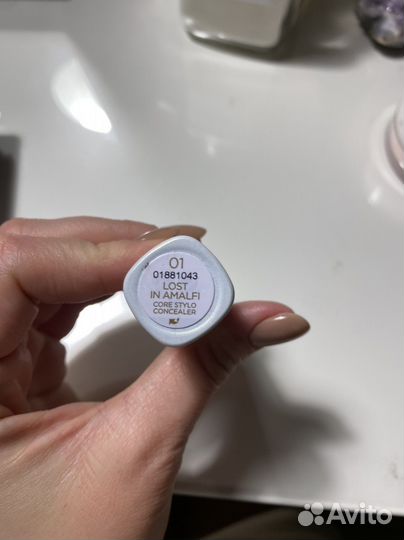 01
01881043
LOST
IN AMALFI
CORE STYLO
CONCEALER
Avito